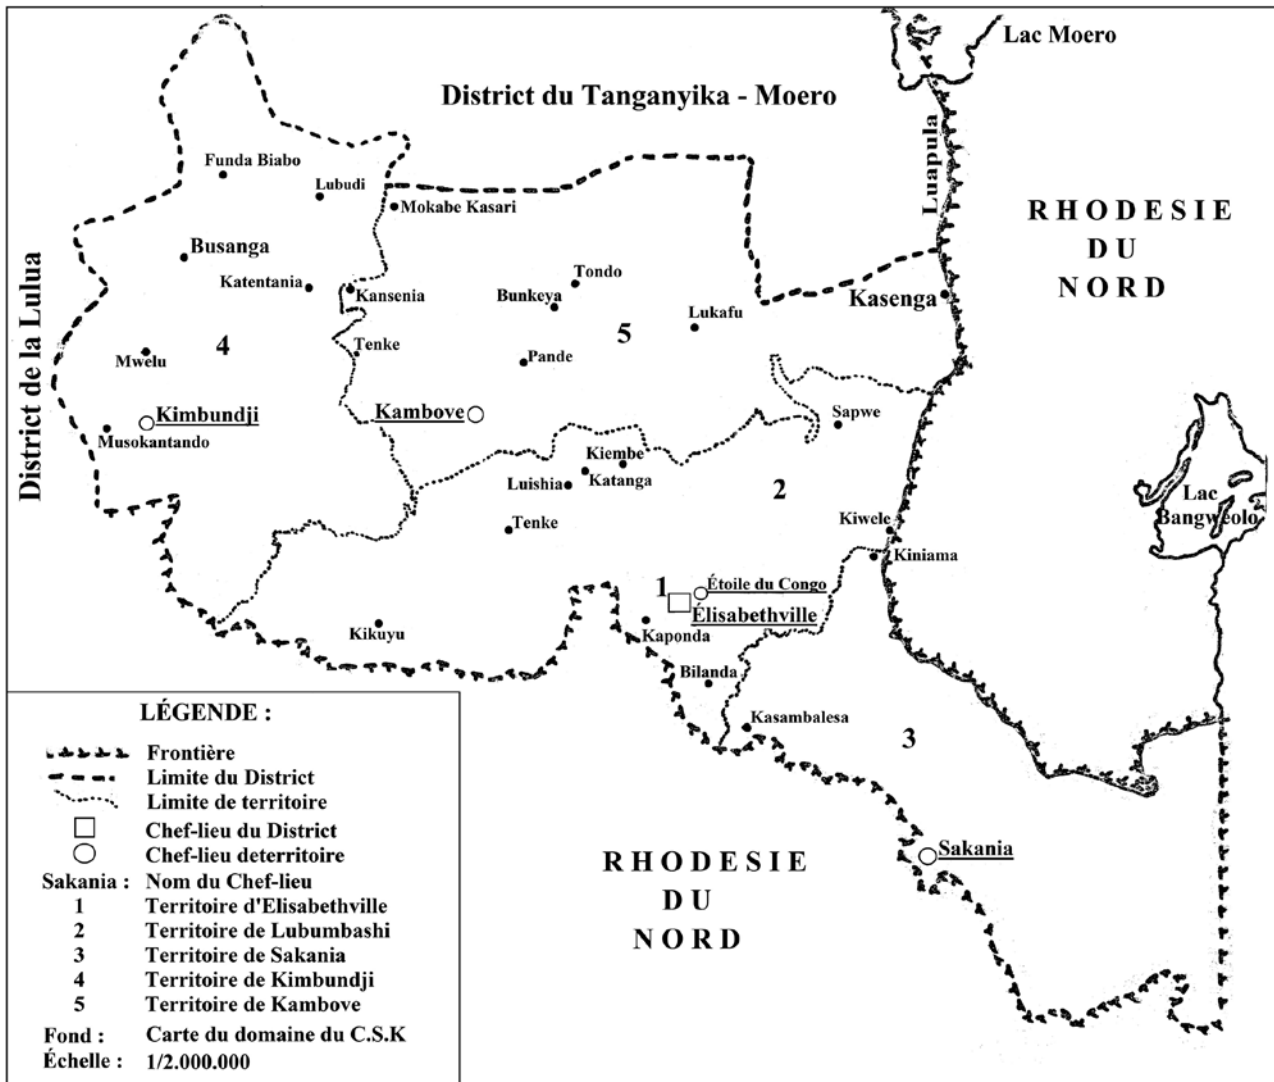 Lac Moero
District du Tanganyika - Moero
Luapula
Funda Biabo
Lubudi
Mokabe Kasari
RHODESIE
DU
NORD
Busanga
Katentania
Kansenia
Tondo
Bunkeya
Lukafu
Kasenga
District de la Lulua
4
5
Mwelu
Tenke
Pande
Kimbundji
Kambove
Musokantando
Sapwe
Kiembe
Katanga
Luishia
2
Lac
Bangweolo
Tenke
Kiwele
Kiniama
1
Étoile du Congo
Élisabethville
Kikuyu
Kaponda
Bilanda
Kasambalesa
3
Sakania
RHODESIE
DU
NORD
LÉGENDE :
Frontière
Limite du District
Limite de territoire
Chef-lieu du District
Chef-lieu deterritoire
Sakania : Nom du Chef-lieu
1 Territoire d'Elisabethville
2 Territoire de Lubumbashi
3 Territoire de Sakania
4 Territoire de Kimbundji
5 Territoire de Kambove
Fond : Carte du domaine du C.S.K
Échelle : 1/2.000.000